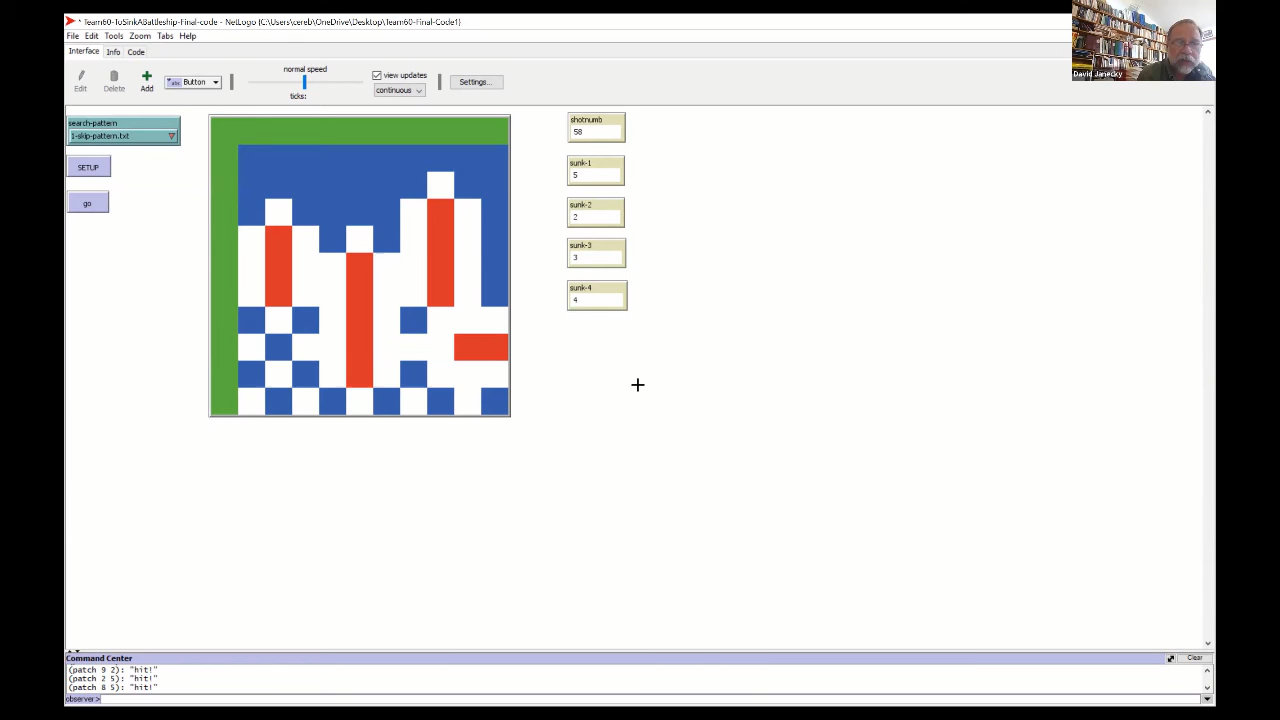 * Team60-ToSinkABattleship-Final-code - NetLogo {C:\Users\cereb\OneDrive\Desktop\Team60-Final-Code1}
File Edit Tools Zoom Tabs Help
Interface Info Code
Edit Delete Add abc Button normal speed ticks: view updates continuous Settings...
David Janecky
search-pattern
1-skip-pattern.txt
SETUP
go
shotnumb
58
sunk-1
5
sunk-2
2
sunk-3
3
sunk-4
4
Command Center Clear
(patch 9 2): "hit!"
(patch 2 5): "hit!"
(patch 8 5): "hit!"
observer>